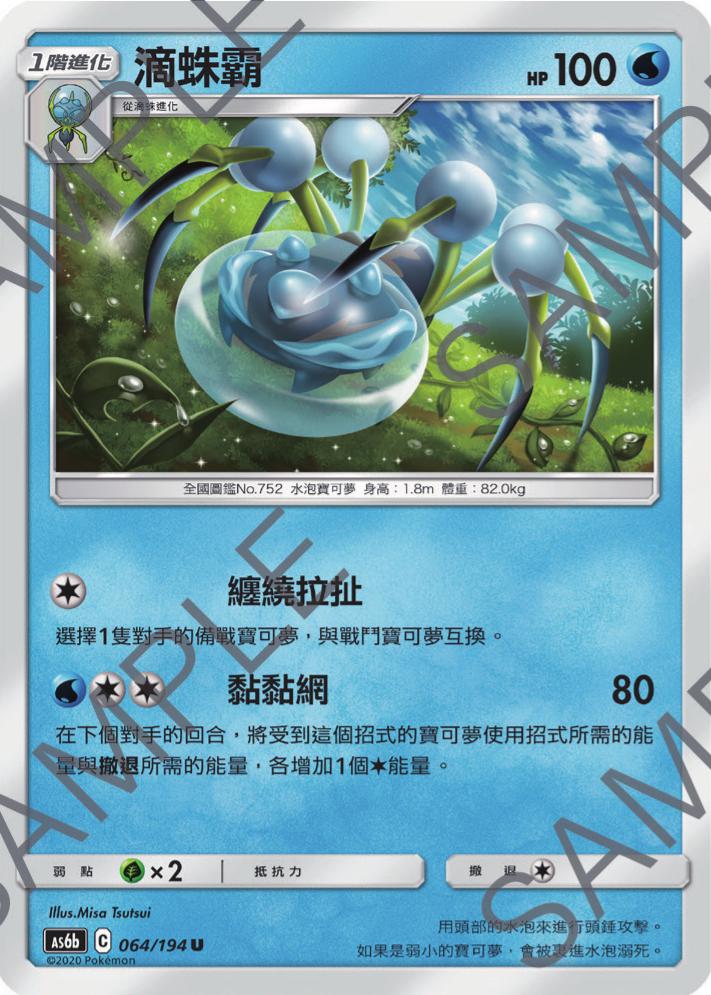 1階進化
滴蛛霸
HP 100
從滴蛛進化
全國圖鑑No.752 水泡寶可夢 身高：1.8m 體重：82.0kg
纏繞拉扯
選擇1隻對手的備戰寶可夢，與戰鬥寶可夢互換。
黏黏網 80
在下個對手的回合，將受到這個招式的寶可夢使用招式所需的能
量與撤退所需的能量，各增加1個✶能量。
弱點 ×2 抵抗力 撤退
Illus.Misa Tsutsui
用頭部的水泡來進行頭錘攻擊。
AS6b C 064/194 U
如果是弱小的寶可夢，會被裹進水泡溺死。
©2020 Pokémon
SAMPLE
SAMPLE
SAMPLE
SAMPLE
SAMPLE
SAMPLE